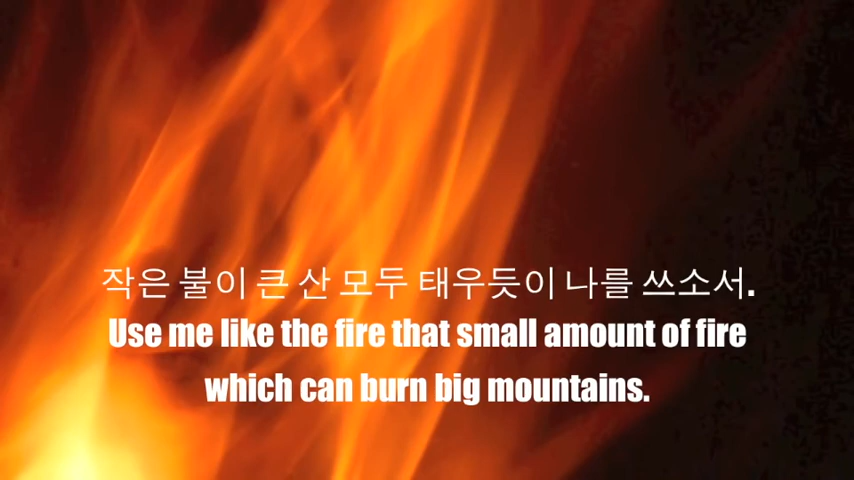 작은 불이 큰 산 모두 태우듯이 나를 쓰소서.
Use me like the fire that small amount of fire
which can burn big mountains.